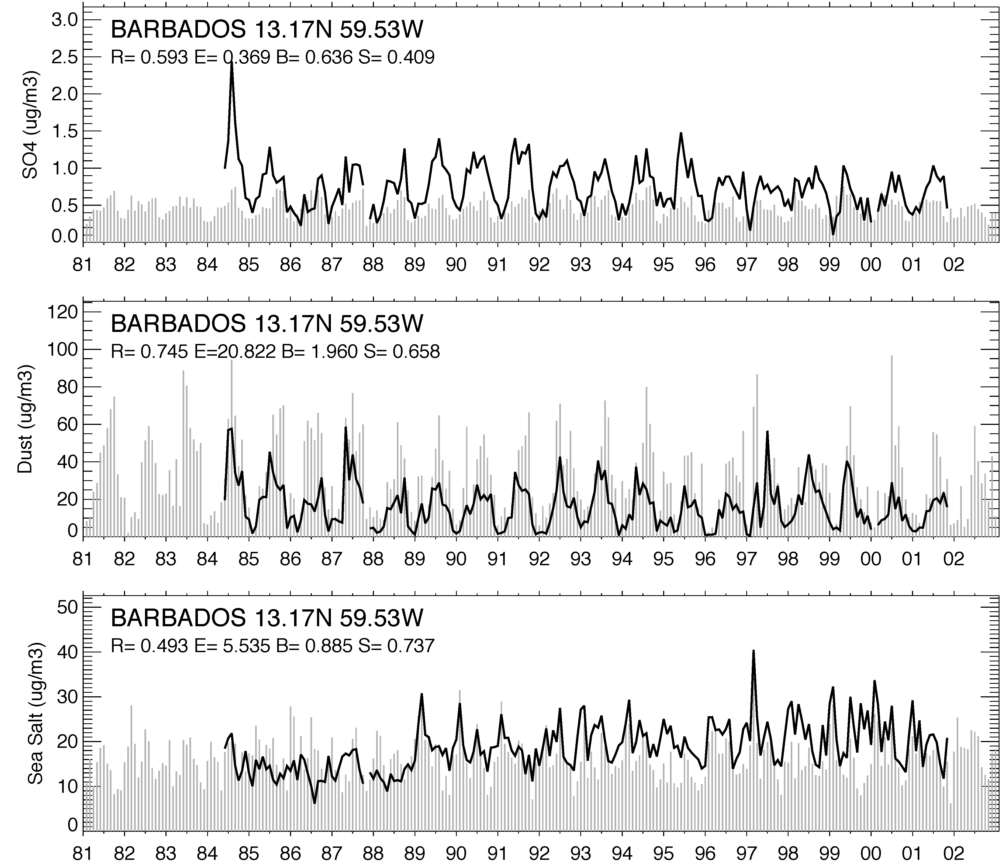 BARBADOS 13.17N 59.53W
R= 0.593 E= 0.369 B= 0.636 S= 0.409
SO4 (ug/m3)
3.0
2.5
2.0
1.5
1.0
0.5
0.0
81 82 83 84 85 86 87 88 89 90 91 92 93 94 95 96 97 98 99 00 01 02
BARBADOS 13.17N 59.53W
R= 0.745 E=20.822 B= 1.960 S= 0.658
Dust (ug/m3)
120
100
80
60
40
20
0
81 82 83 84 85 86 87 88 89 90 91 92 93 94 95 96 97 98 99 00 01 02
BARBADOS 13.17N 59.53W
R= 0.493 E= 5.535 B= 0.885 S= 0.737
Sea Salt (ug/m3)
50
40
30
20
10
0
81 82 83 84 85 86 87 88 89 90 91 92 93 94 95 96 97 98 99 00 01 02